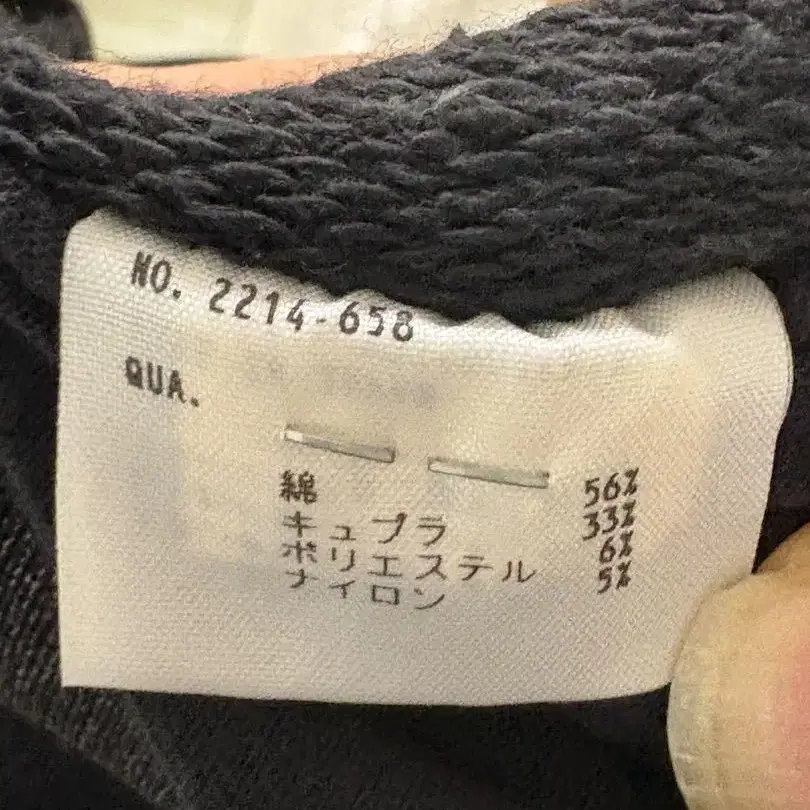 NO. 2214-658
QUA.
綿 56%
キュプラ 33%
ポリエステル 6%
ナイロン 5%